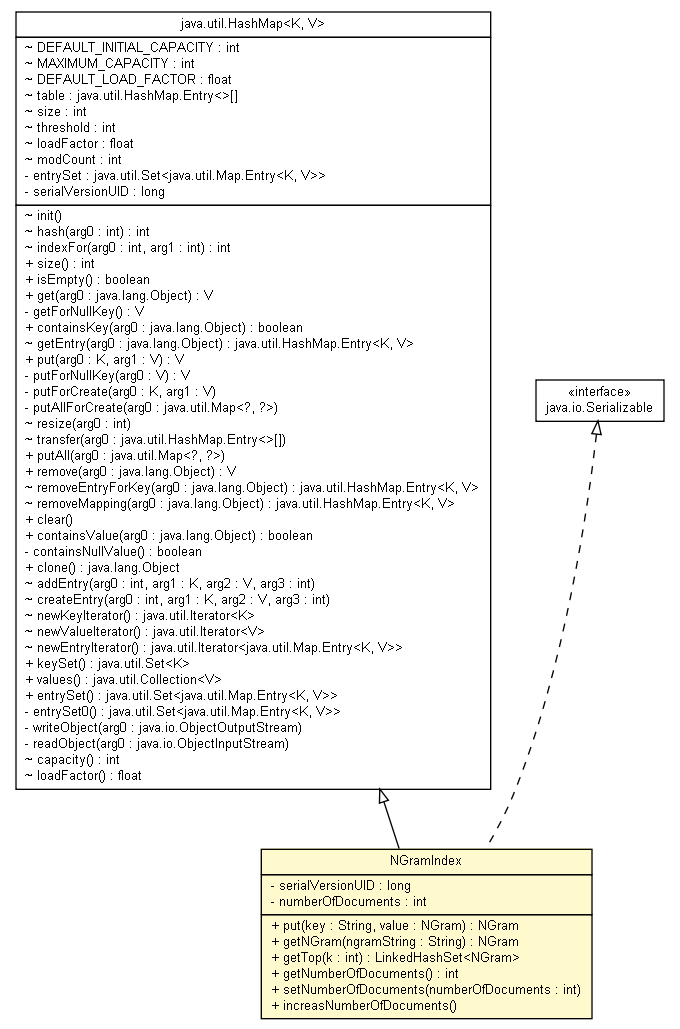 java.util.HashMap<K, V>
~ DEFAULT_INITIAL_CAPACITY : int
~ MAXIMUM_CAPACITY : int
~ DEFAULT_LOAD_FACTOR : float
~ table : java.util.HashMap.Entry<>[]
~ size : int
~ threshold : int
~ loadFactor : float
~ modCount : int
- entrySet : java.util.Set<java.util.Map.Entry<K, V>>
- serialVersionUID : long
~ init()
~ hash(arg0 : int) : int
~ indexFor(arg0 : int, arg1 : int) : int
+ size() : int
+ isEmpty() : boolean
+ get(arg0 : java.lang.Object) : V
- getForNullKey() : V
+ containsKey(arg0 : java.lang.Object) : boolean
~ getEntry(arg0 : java.lang.Object) : java.util.HashMap.Entry<K, V>
+ put(arg0 : K, arg1 : V) : V
- putForNullKey(arg0 : V) : V
- putForCreate(arg0 : K, arg1 : V)
- putAllForCreate(arg0 : java.util.Map<?, ?>)
~ resize(arg0 : int)
~ transfer(arg0 : java.util.HashMap.Entry<>[])
+ putAll(arg0 : java.util.Map<?, ?>)
+ remove(arg0 : java.lang.Object) : V
~ removeEntryForKey(arg0 : java.lang.Object) : java.util.HashMap.Entry<K, V>
~ removeMapping(arg0 : java.lang.Object) : java.util.HashMap.Entry<K, V>
+ clear()
+ containsValue(arg0 : java.lang.Object) : boolean
- containsNullValue() : boolean
+ clone() : java.lang.Object
~ addEntry(arg0 : int, arg1 : K, arg2 : V, arg3 : int)
~ createEntry(arg0 : int, arg1 : K, arg2 : V, arg3 : int)
~ newKeyIterator() : java.util.Iterator<K>
~ newValueIterator() : java.util.Iterator<V>
~ newEntryIterator() : java.util.Iterator<java.util.Map.Entry<K, V>>
+ keySet() : java.util.Set<K>
+ values() : java.util.Collection<V>
+ entrySet() : java.util.Set<java.util.Map.Entry<K, V>>
- entrySet0() : java.util.Set<java.util.Map.Entry<K, V>>
- writeObject(arg0 : java.io.ObjectOutputStream)
- readObject(arg0 : java.io.ObjectInputStream)
~ capacity() : int
~ loadFactor() : float
«interface»
java.io.Serializable
NGramIndex
- serialVersionUID : long
- numberOfDocuments : int
+ put(key : String, value : NGram) : NGram
+ getNGram(ngramString : String) : NGram
+ getTop(k : int) : LinkedHashSet<NGram>
+ getNumberOfDocuments() : int
+ setNumberOfDocuments(numberOfDocuments : int)
+ increasNumberOfDocuments()